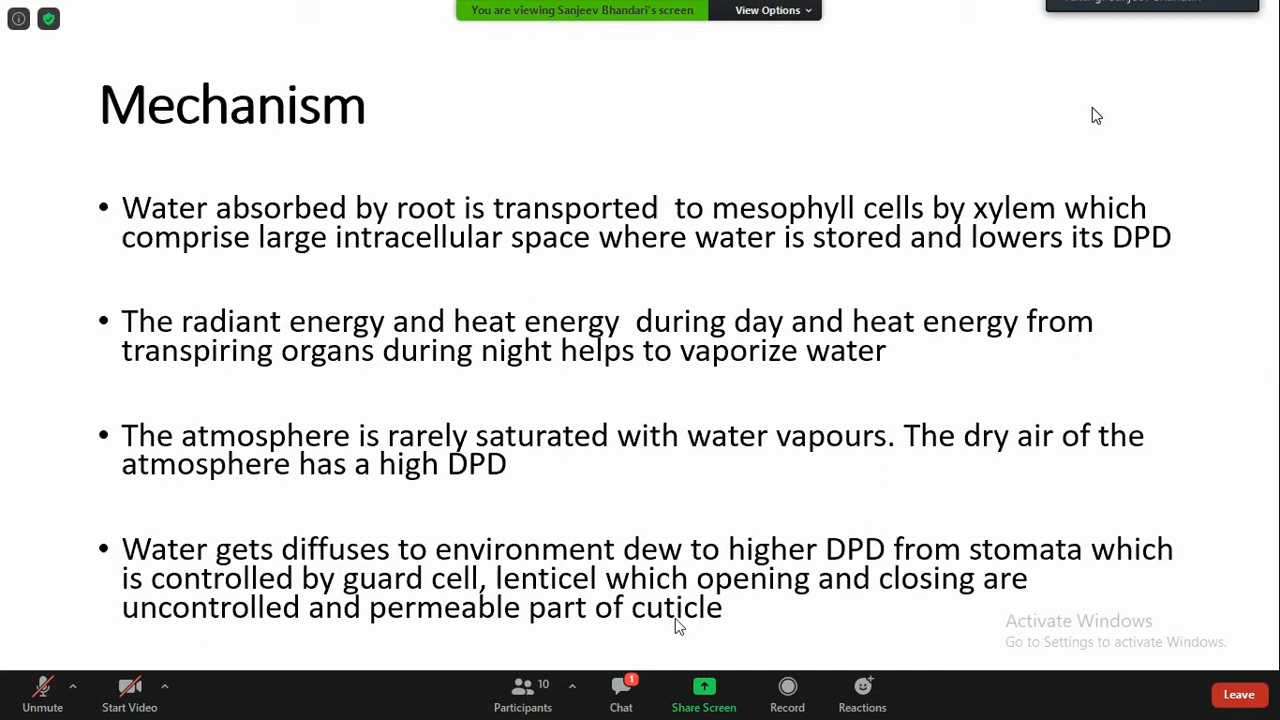 You are viewing Sanjeev Bhandari's screen
View Options
Mechanism
• Water absorbed by root is transported to mesophyll cells by xylem which
comprise large intracellular space where water is stored and lowers its DPD
• The radiant energy and heat energy during day and heat energy from
transpiring organs during night helps to vaporize water
• The atmosphere is rarely saturated with water vapours. The dry air of the
atmosphere has a high DPD
• Water gets diffuses to environment dew to higher DPD from stomata which
is controlled by guard cell, lenticel which opening and closing are
uncontrolled and permeable part of cuticle
Activate Windows
Go to Settings to activate Windows.
10
1
Unmute
Start Video
Participants
Chat
Share Screen
Record
Reactions
Leave